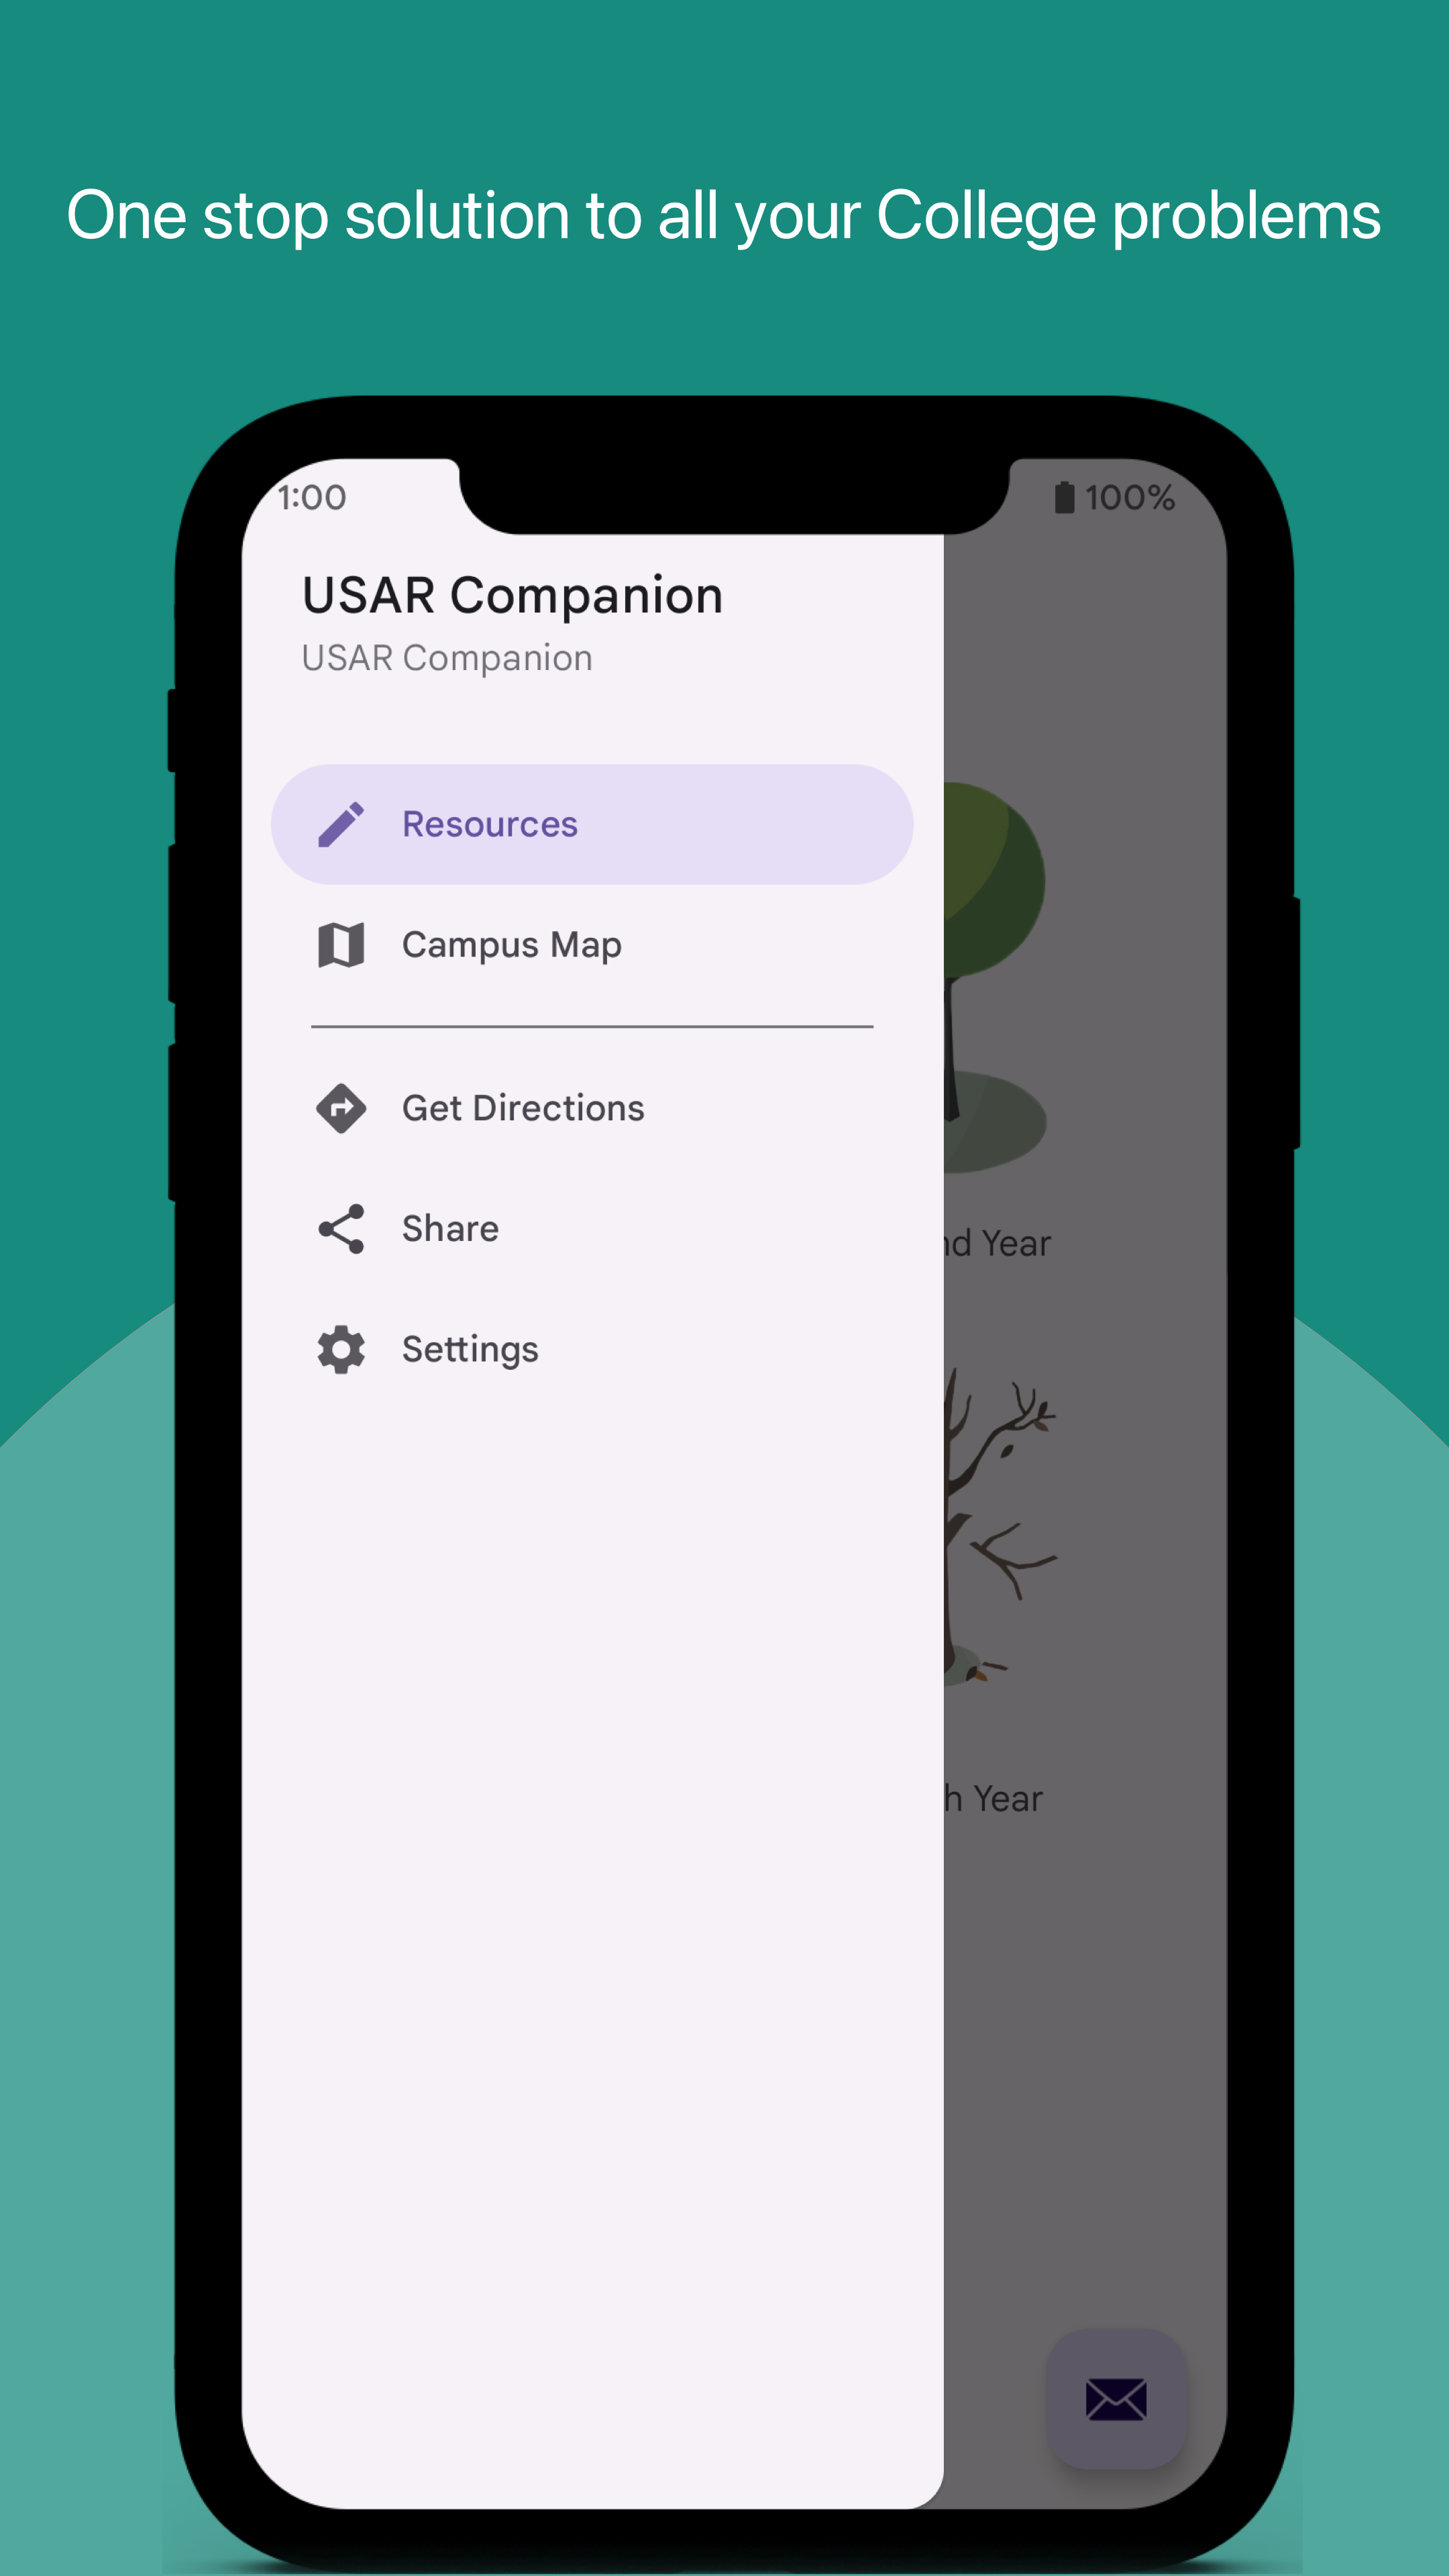 One stop solution to all your College problems
1:00
100%
USAR Companion
USAR Companion
Resources
Campus Map
Get Directions
Share
nd Year
Settings
h Year